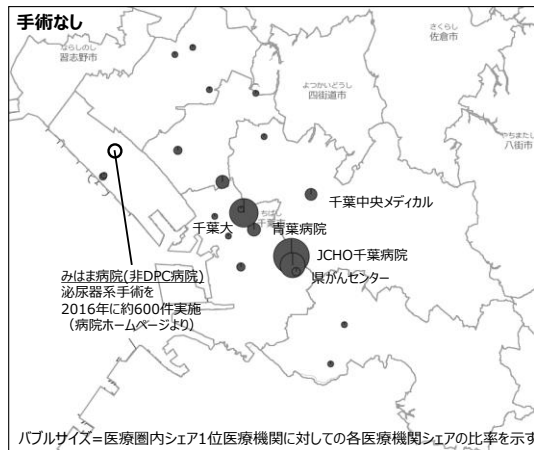 手術なし
さくらし
佐倉市
ならしのし
習志野市
よつかいどうし
四街道市
やちまたし
八街市
千葉中央メディカル
ちばし
千葉市
千葉大
青葉病院
JCHO千葉病院
県がんセンター
みはま病院(非DPC病院)
泌尿器系手術を
2016年に約600件実施
（病院ホームページより）
バブルサイズ=医療圏内シェア1位医療機関に対しての各医療機関シェアの比率を示す